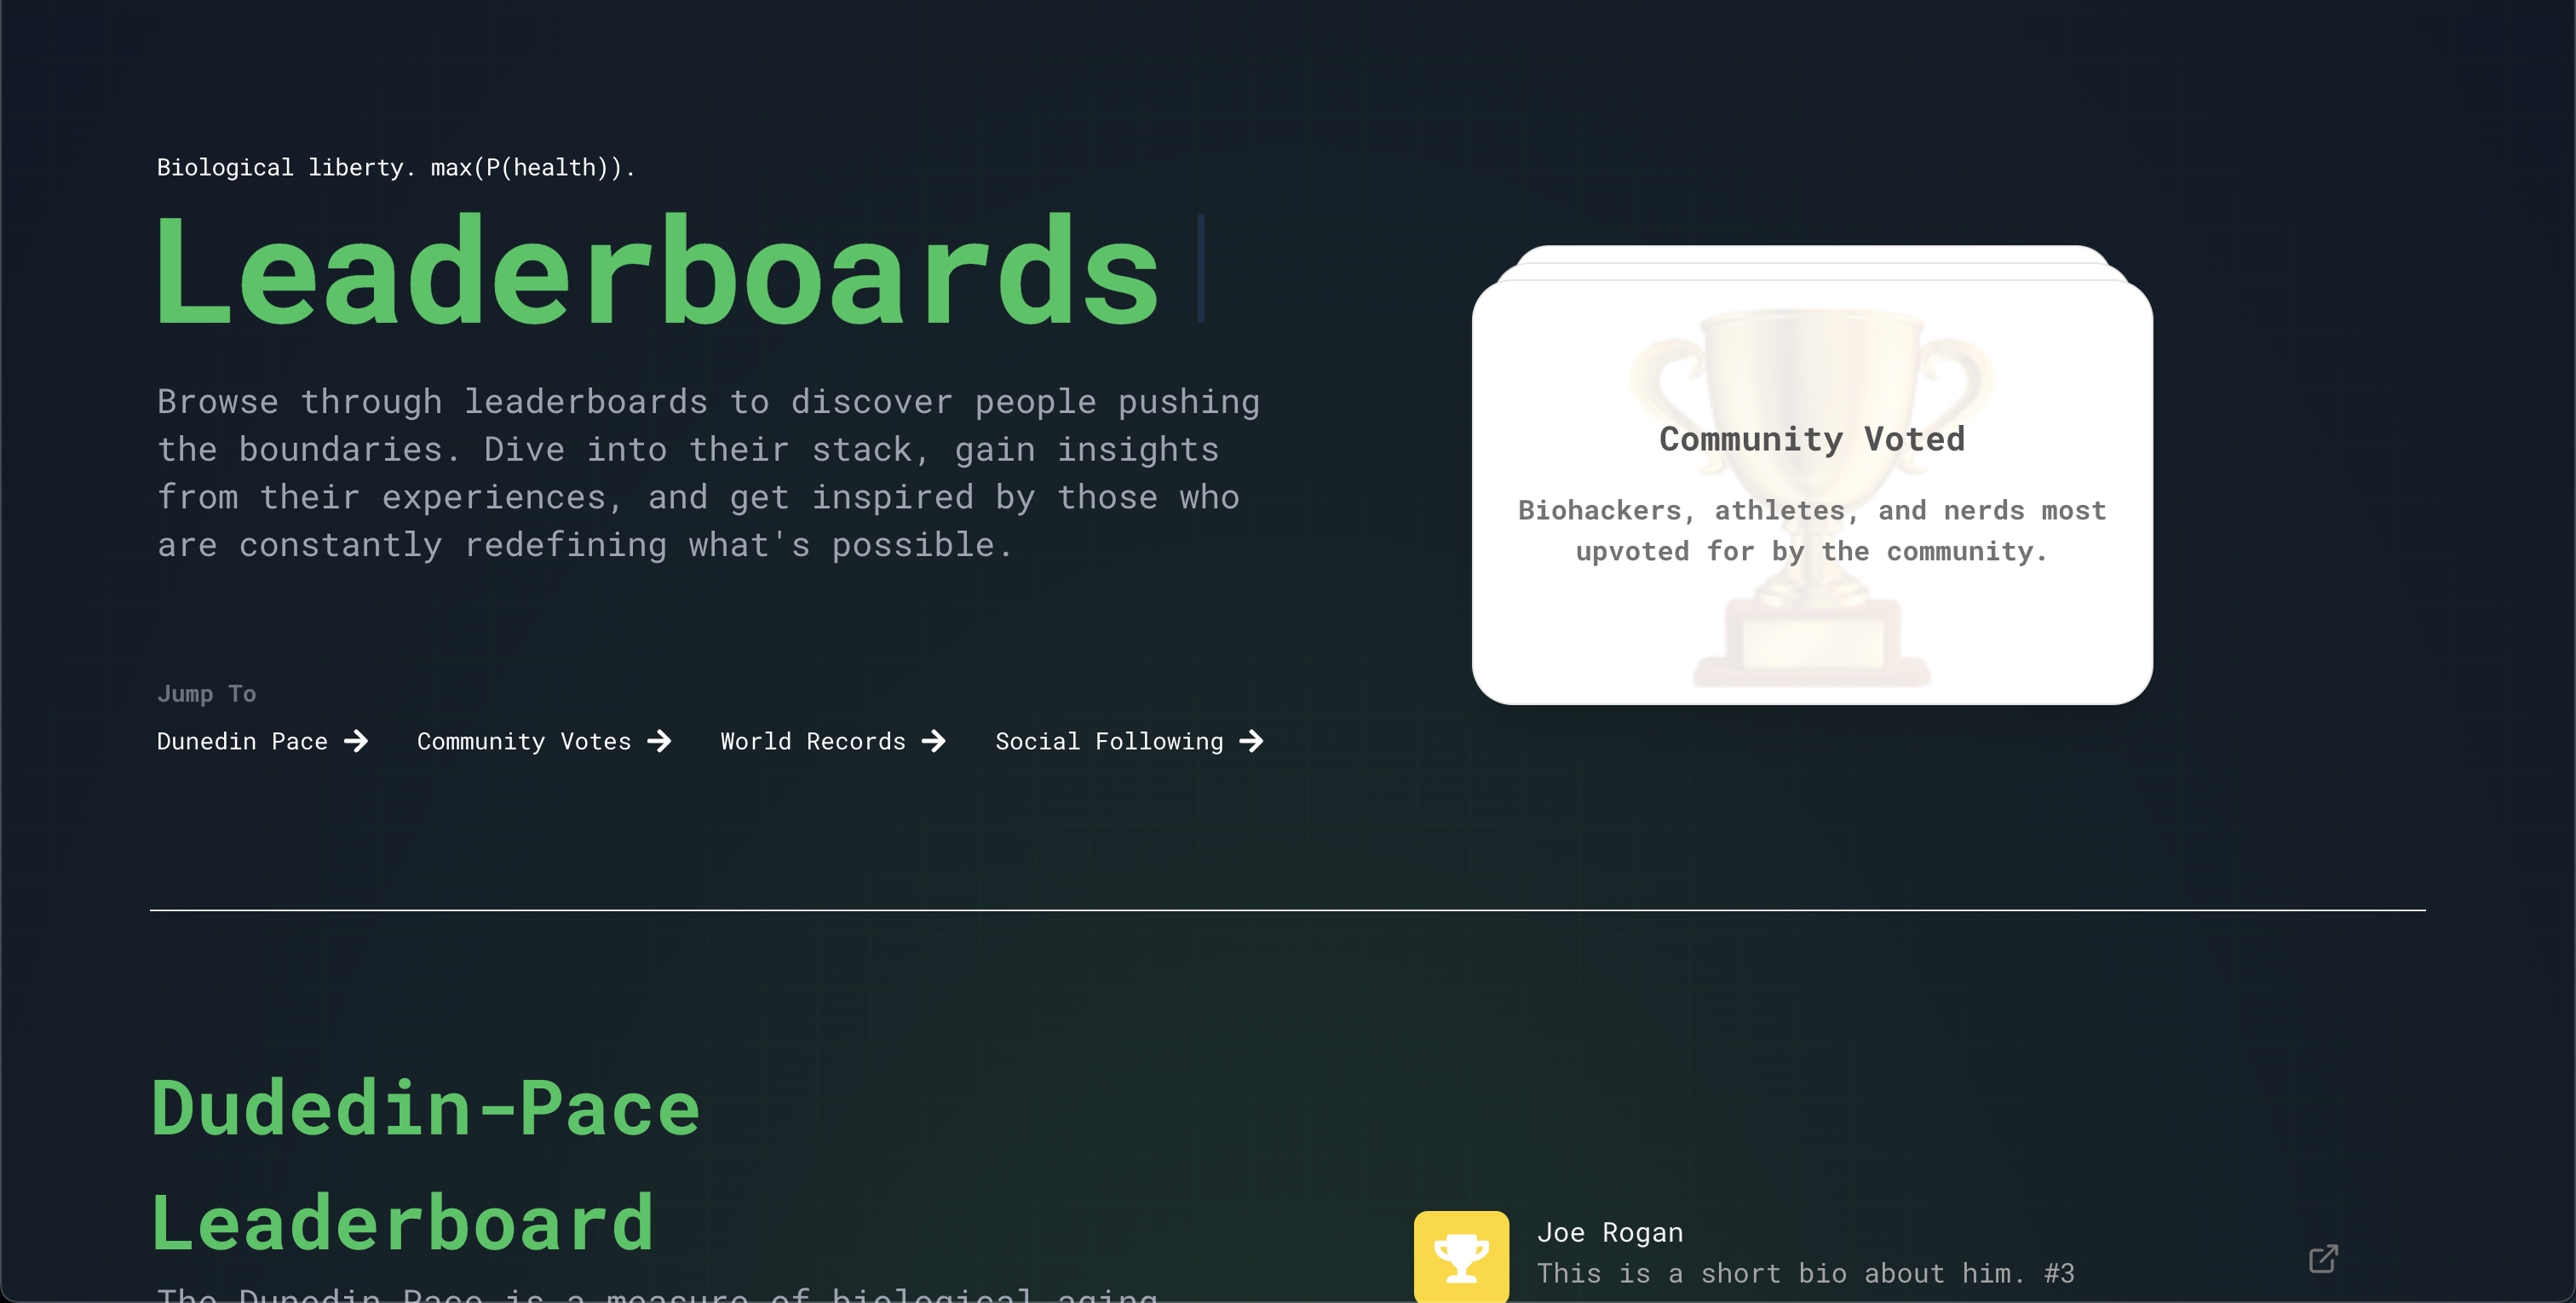 Biological liberty. max(P(health)).
Leaderboards
Browse through leaderboards to discover people pushing
the boundaries. Dive into their stack, gain insights
from their experiences, and get inspired by those who
are constantly redefining what's possible.
Jump To
Dunedin Pace
Community Votes
World Records
Social Following
Community Voted
Biohackers, athletes, and nerds most
upvoted for by the community.
Dudedin-Pace
Leaderboard
The Dunedin Pace is a measure of biological aging
Joe Rogan
This is a short bio about him. #3